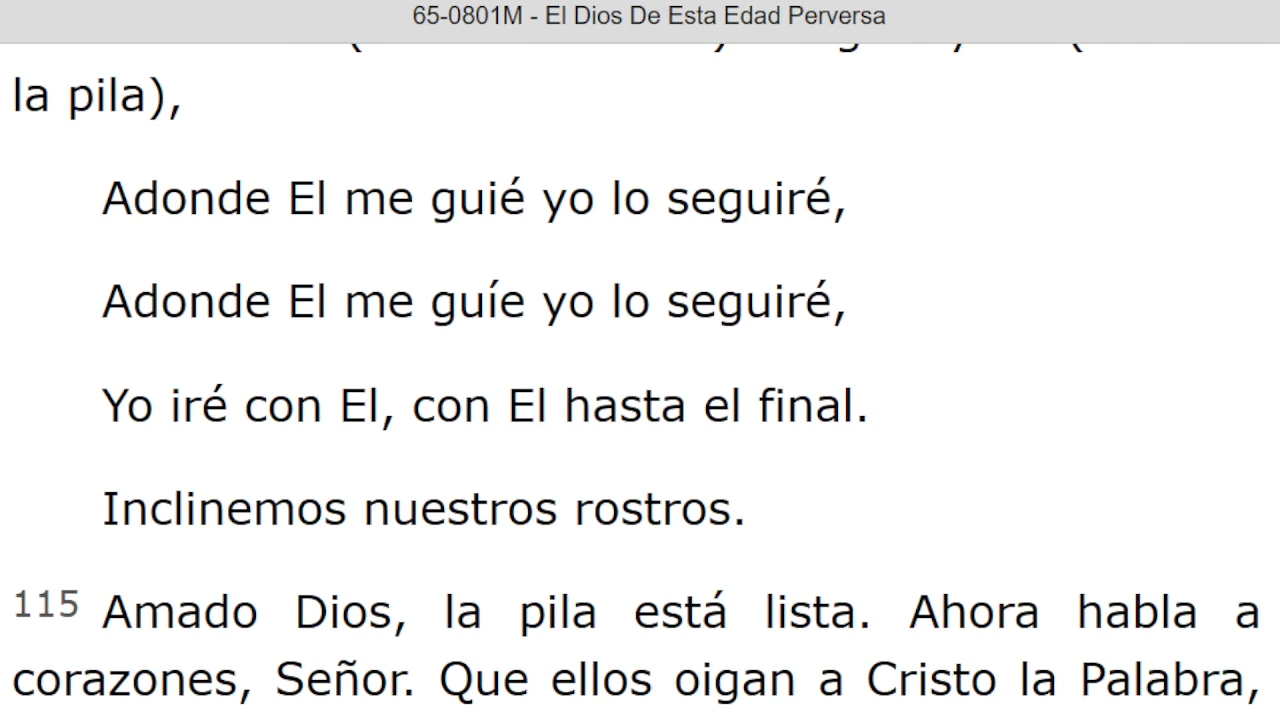 65-0801M - El Dios De Esta Edad Perversa
la pila),
Adonde El me guié yo lo seguiré,
Adonde El me guíe yo lo seguiré,
Yo iré con El, con El hasta el final.
Inclinemos nuestros rostros.
115 Amado Dios, la pila está lista. Ahora habla a
corazones, Señor. Que ellos oigan a Cristo la Palabra,